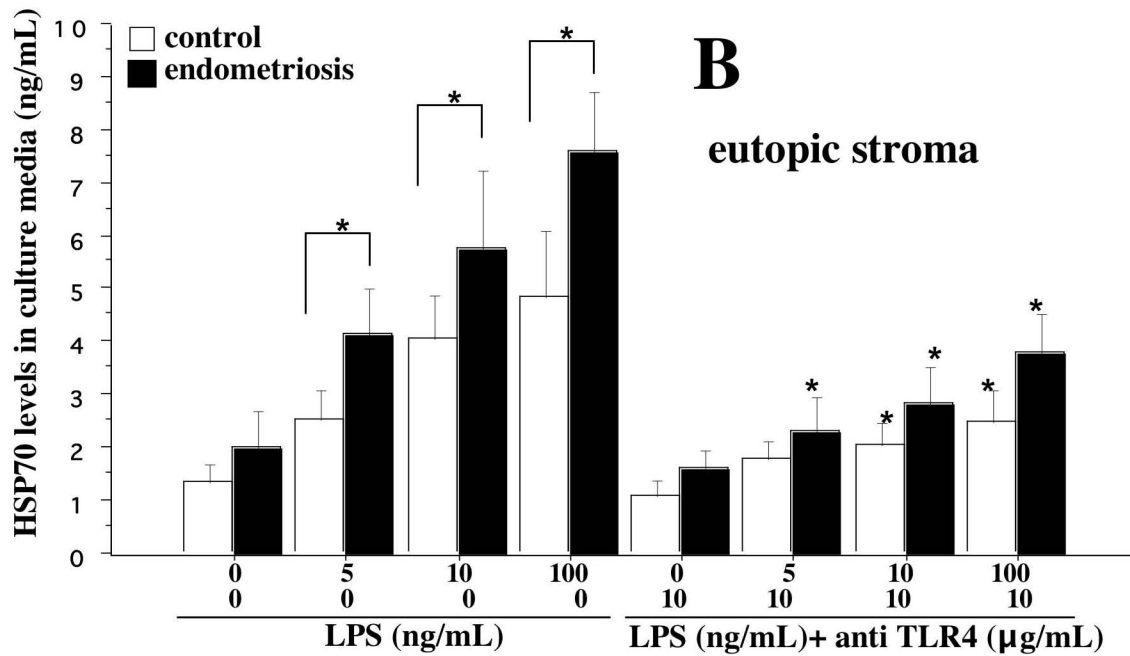 HSP70 levels in culture media (ng/mL)
10
9
8
7
6
5
4
3
2
1
0
control
endometriosis
B
eutopic stroma
*
*
*
*
*
*
*
*
0 5 10 100 0 5 10 100
0 0 0 0 10 10 10 10
LPS (ng/mL) LPS (ng/mL)+ anti TLR4 (μg/mL)